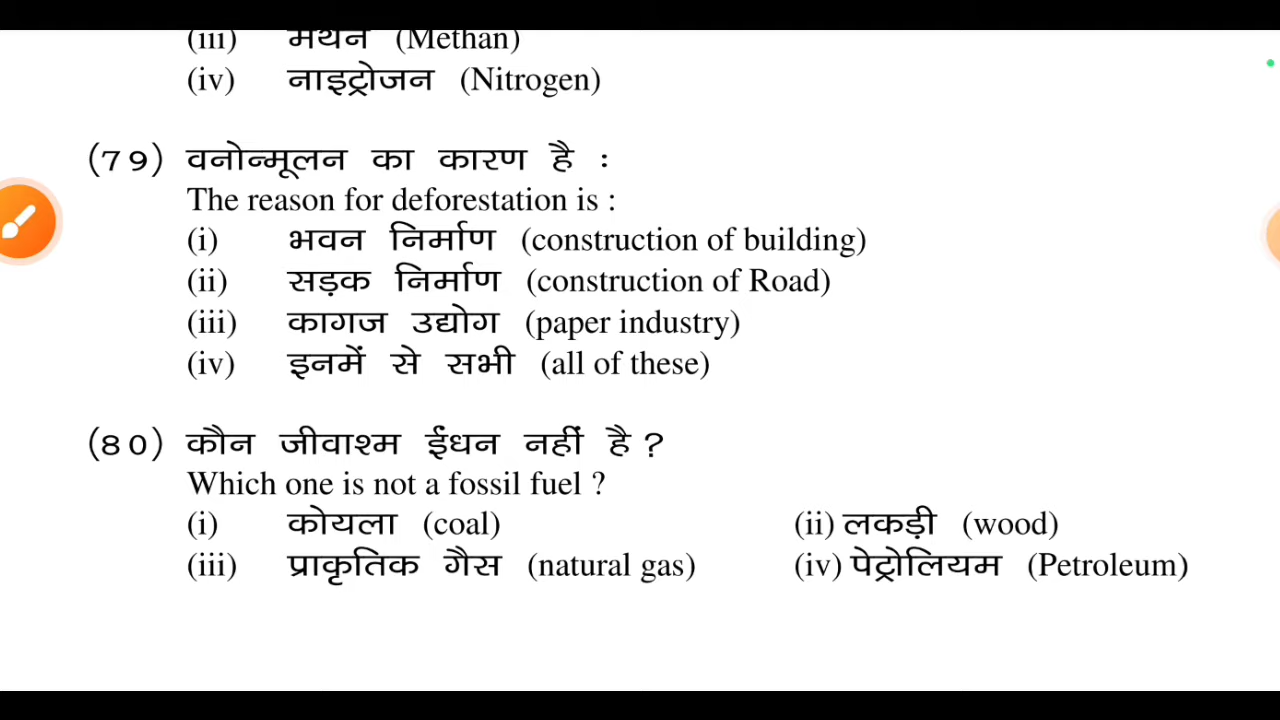 (iii) मेथेन (Methan)
(iv) नाइट्रोजन (Nitrogen)
(79) वनोन्मूलन का कारण है :
The reason for deforestation is :
(i) भवन निर्माण (construction of building)
(ii) सड़क निर्माण (construction of Road)
(iii) कागज उद्योग (paper industry)
(iv) इनमें से सभी (all of these)
(80) कौन जीवाश्म ईंधन नहीं है ?
Which one is not a fossil fuel ?
(i) कोयला (coal) (ii) लकड़ी (wood)
(iii) प्राकृतिक गैस (natural gas) (iv) पेट्रोलियम (Petroleum)